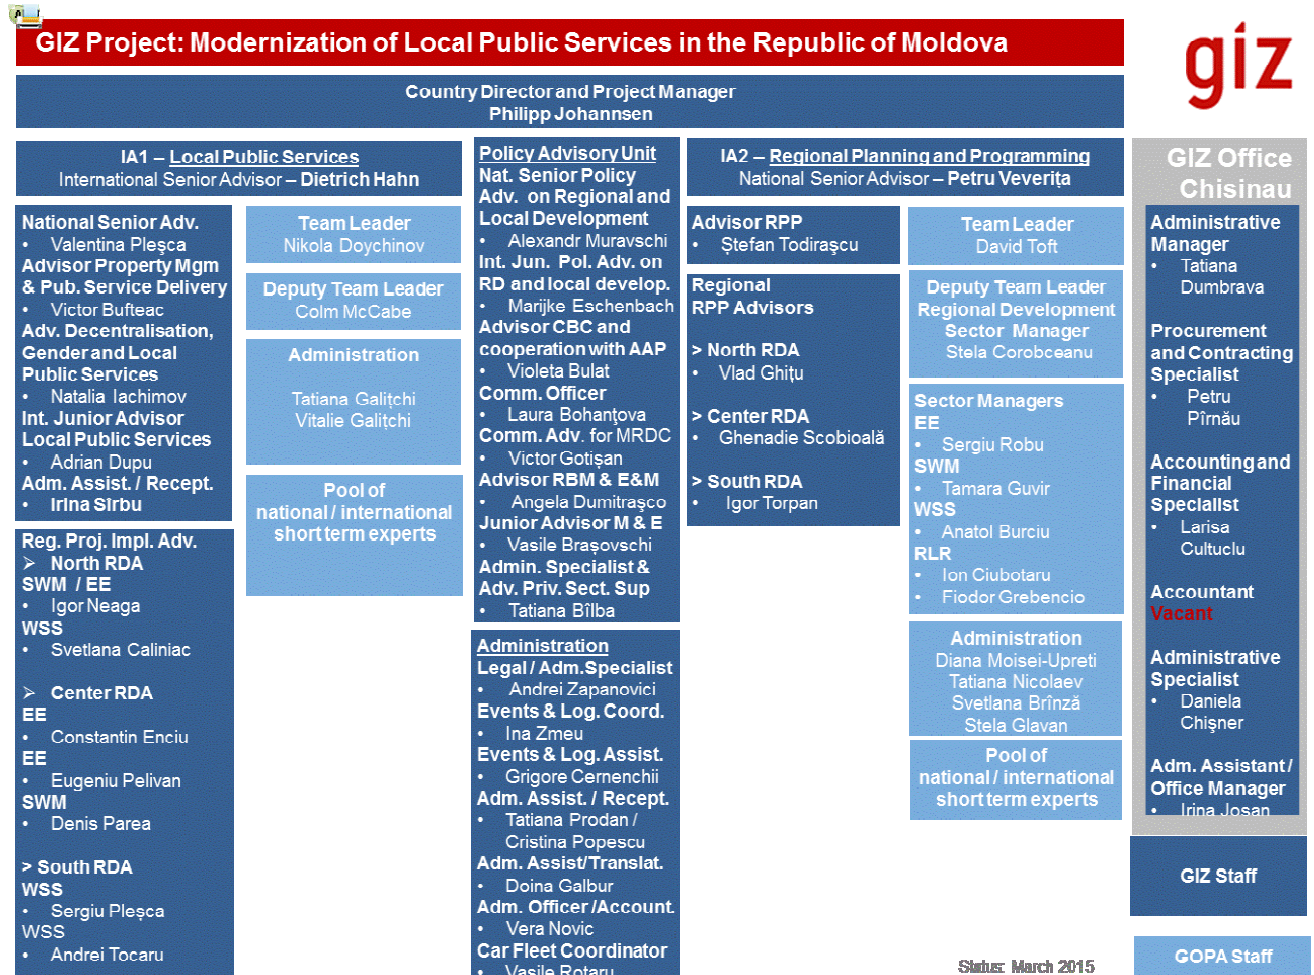 GIZ Project: Modernization of Local Public Services in the Republic of Moldova
giz
Country Director and Project Manager
Philipp Johannsen
IA1 – Local Public Services
International Senior Advisor – Dietrich Hahn
National Senior Adv.
• Valentina Pleşca
Advisor Property Mgm
& Pub. Service Delivery
• Victor Bufteac
Adv. Decentralisation,
Gender and Local
Public Services
• Natalia Iachimov
Int. Junior Advisor
Local Public Services
• Adrian Dupu
Adm. Assist. / Recept.
• Irina Sîrbu
Reg. Proj. Impl. Adv.
➢ North RDA
SWM / EE
• Igor Neaga
WSS
• Svetlana Caliniac
➢ Center RDA
EE
• Constantin Enciu
EE
• Eugeniu Pelivan
SWM
• Denis Parea
> South RDA
WSS
• Sergiu Pleșca
WSS
• Andrei Tocaru
Team Leader
Nikola Doychinov
Deputy Team Leader
Colm McCabe
Administration
Tatiana Galiţchi
Vitalie Galiţchi
Pool of
national / international
short term experts
Policy Advisory Unit
Nat. Senior Policy
Adv. on Regional and
Local Development
• Alexandr Muravschi
Int. Jun. Pol. Adv. on
RD and local develop.
• Marijke Eschenbach
Advisor CBC and
cooperation with AAP
• Violeta Bulat
Comm. Officer
• Laura Bohanţova
Comm. Adv. for MRDC
• Victor Gotişan
Advisor RBM & E&M
• Angela Dumitraşco
Junior Advisor M & E
• Vasile Brașovschi
Admin. Specialist &
Adv. Priv. Sect. Sup
• Tatiana Bîlba
Administration
Legal / Adm.Specialist
• Andrei Zapanovici
Events & Log. Coord.
• Ina Zmeu
Events & Log. Assist.
• Grigore Cernenchii
Adm. Assist. / Recept.
• Tatiana Prodan /
Cristina Popescu
Adm. Assist/Translat.
• Doina Galbur
Adm. Officer /Account.
• Vera Novic
Car Fleet Coordinator
• Vasile Rotaru
IA2 – Regional Planning and Programming
National Senior Advisor – Petru Veverița
Advisor RPP
• Ștefan Todiraşcu
Regional
RPP Advisors
> North RDA
• Vlad Ghiţu
> Center RDA
• Ghenadie Scobioală
> South RDA
• Igor Torpan
Team Leader
David Toft
Deputy Team Leader
Regional Development
Sector Manager
Stela Corobceanu
Sector Managers
EE
• Sergiu Robu
SWM
• Tamara Guvir
WSS
• Anatol Burciu
RLR
• Ion Ciubotaru
• Fiodor Grebencio
Administration
Diana Moisei-Upreti
Tatiana Nicolaev
Svetlana Brînză
Stela Glavan
Pool of
national / international
short term experts
GIZ Office
Chisinau
Administrative
Manager
• Tatiana
Dumbrava
Procurement
and Contracting
Specialist
• Petru
Pîrnău
Accounting and
Financial
Specialist
• Larisa
Cultuclu
Accountant
Vacant
Administrative
Specialist
• Daniela
Chişner
Adm. Assistant /
Office Manager
• Irina Josan
GIZ Staff
GOPA Staff
Status: March 2015